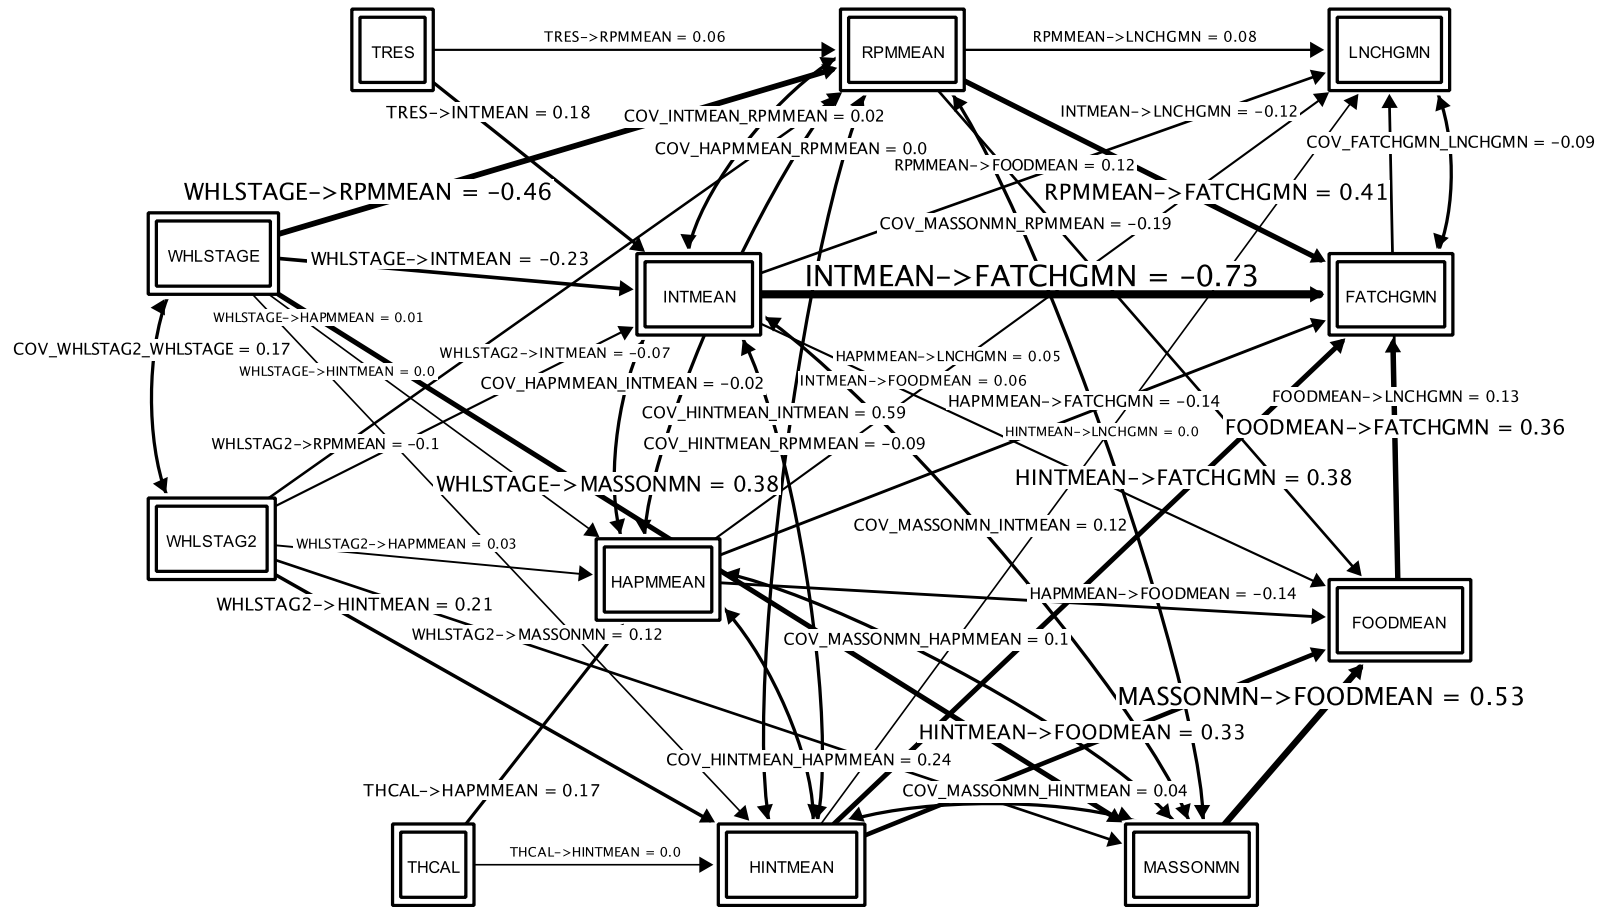 TRES->RPMMEAN = 0.06
RPMMEAN->LNCHGMN = 0.08
TRES
RPMMEAN
LNCHGMN
TRES->INTMEAN = 0.18
COV_INTMEAN_RPMMEAN = 0.02
INTMEAN->LNCHGMN = -0.12
COV_HAPMMEAN_RPMMEAN = 0.0
COV_FATCHGMN_LNCHGMN = -0.09
RPMMEAN->FOODMEAN = 0.12
WHLSTAGE->RPMMEAN = -0.46
RPMMEAN->FATCHGMN = 0.41
COV_MASSONMN_RPMMEAN = -0.19
WHLSTAGE
WHLSTAGE->INTMEAN = -0.23
INTMEAN->FATCHGMN = -0.73
INTMEAN
FATCHGMN
WHLSTAGE->HAPMMEAN = 0.01
COV_WHLSTAG2_WHLSTAGE = 0.17
WHLSTAG2->INTMEAN = -0.07
HAPMMEAN->LNCHGMN = 0.05
WHLSTAGE->HINTMEAN = 0.0
COV_HAPMMEAN_INTMEAN = -0.02
INTMEAN->FOODMEAN = 0.06
FOODMEAN->LNCHGMN = 0.13
HAPMMEAN->FATCHGMN = -0.14
COV_HINTMEAN_INTMEAN = 0.59
FOODMEAN->FATCHGMN = 0.36
HINTMEAN->LNCHGMN = 0.0
WHLSTAG2->RPMMEAN = -0.1
COV_HINTMEAN_RPMMEAN = -0.09
HINTMEAN->FATCHGMN = 0.38
WHLSTAGE->MASSONMN = 0.38
COV_MASSONMN_INTMEAN = 0.12
WHLSTAG2
WHLSTAG2->HAPMMEAN = 0.03
HAPMMEAN
HAPMMEAN->FOODMEAN = -0.14
WHLSTAG2->HINTMEAN = 0.21
FOODMEAN
WHLSTAG2->MASSONMN = 0.12
COV_MASSONMN_HAPMMEAN = 0.1
MASSONMN->FOODMEAN = 0.53
HINTMEAN->FOODMEAN = 0.33
COV_HINTMEAN_HAPMMEAN = 0.24
THCAL->HAPMMEAN = 0.17
COV_MASSONMN_HINTMEAN = 0.04
THCAL->HINTMEAN = 0.0
THCAL
HINTMEAN
MASSONMN